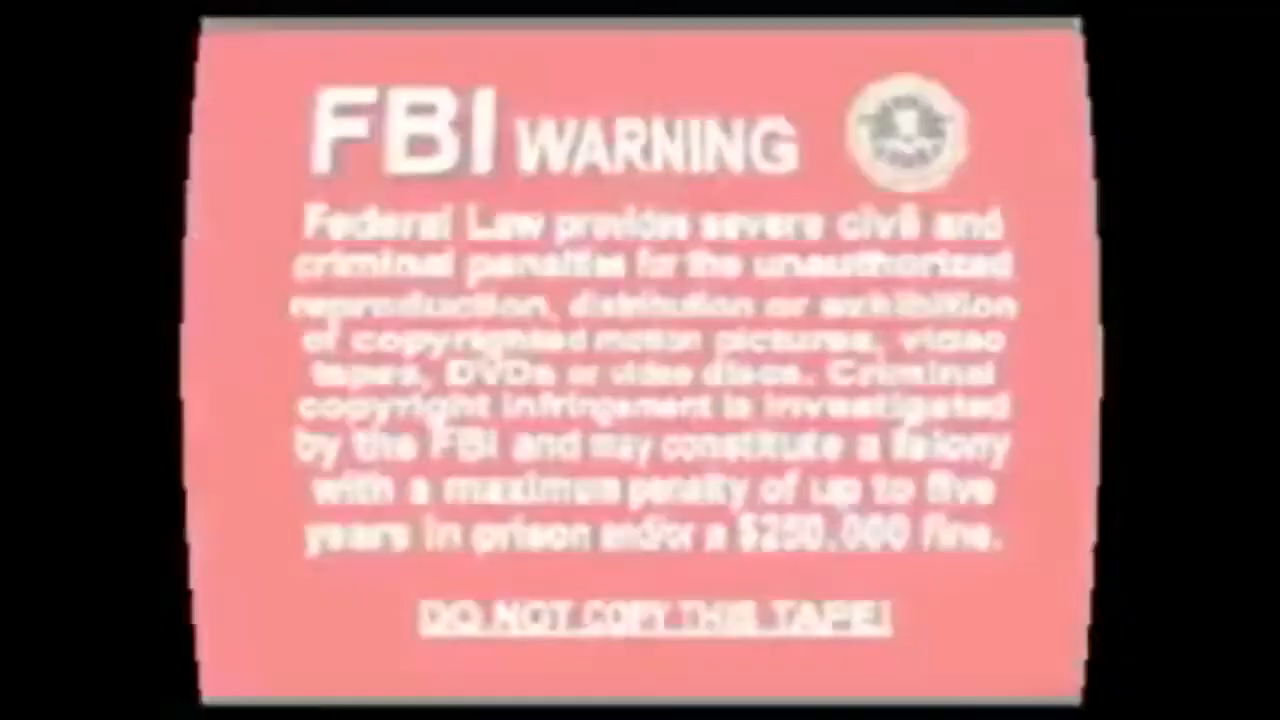 FBI WARNING
Federal Law provides severe civil and
criminal penalties for the unauthorized
reproduction, distribution or exhibition
of copyrighted motion pictures, video
tapes, DVDs or video discs. Criminal
copyright infringement is investigated
by the FBI and may constitute a felony
with a maximum penalty of up to five
years in prison and/or a $250.000 fine.
DO NOT COPY THIS TAPE!